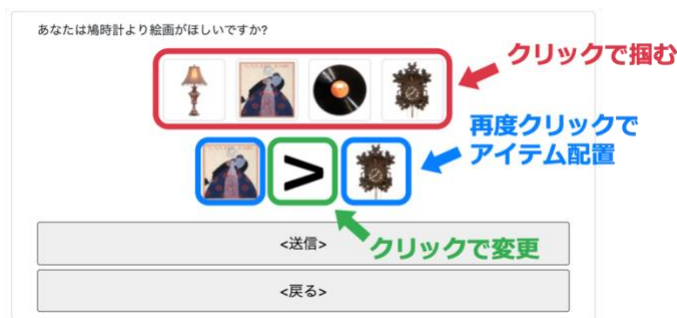 あなたは鳩時計より絵画がほしいですか?
クリックで掴む
再度クリックで
アイテム配置
>
クリックで変更
<送信>
<戻る>